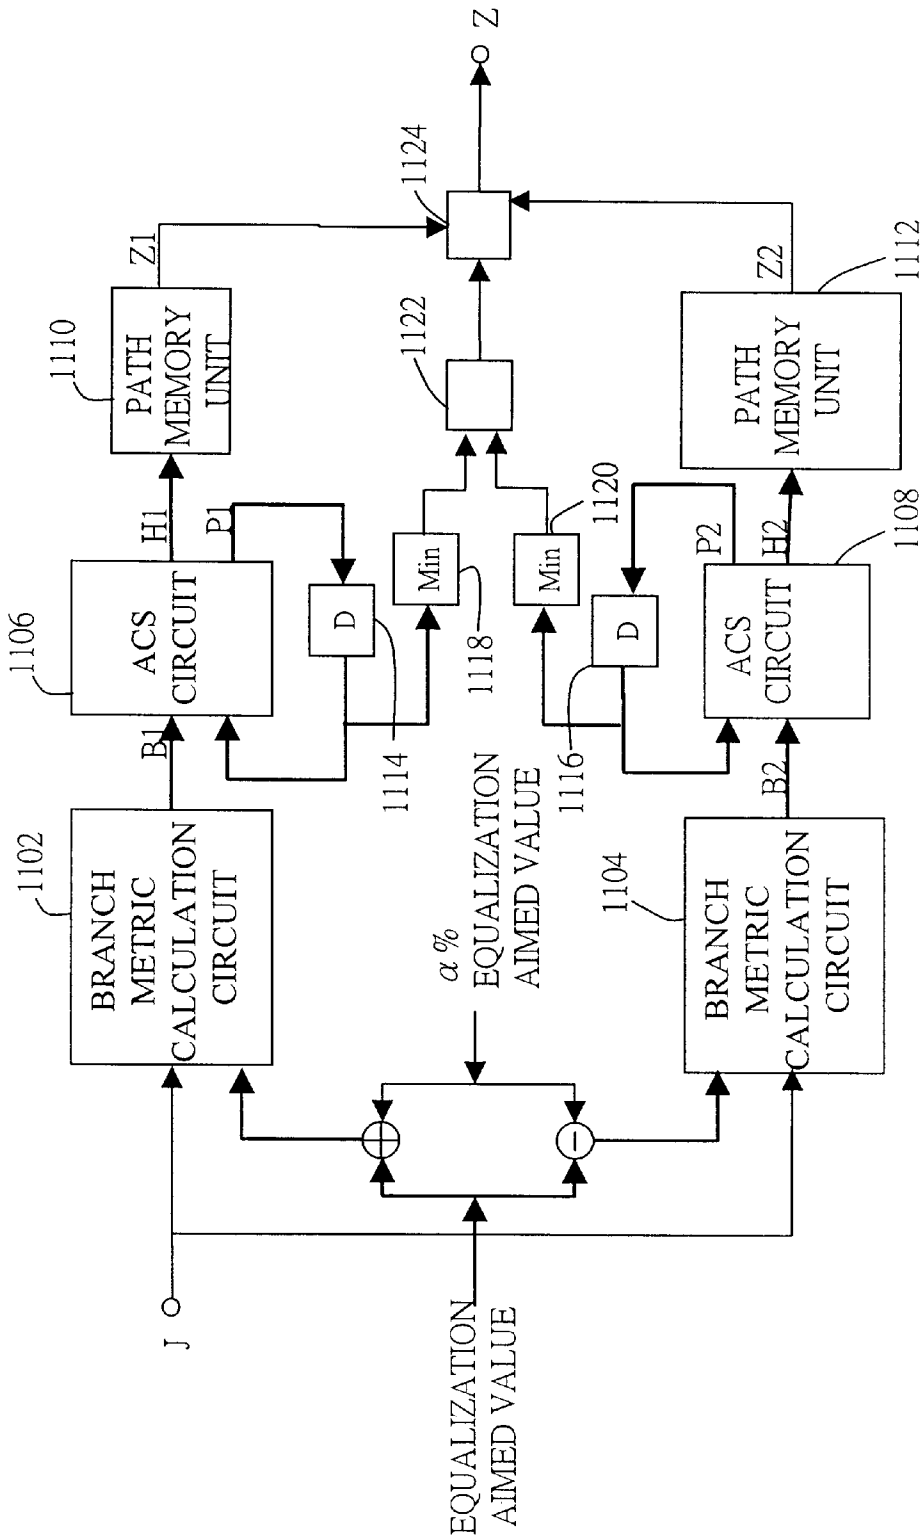 J
EQUALIZATION
AIMED VALUE
1102
BRANCH
METRIC
CALCULATION
CIRCUIT
B1
1106
ACS
CIRCUIT
H1
P1
1110
PATH
MEMORY
UNIT
Z1
D
1114
Min
1118
α%
EQUALIZATION
AIMED VALUE
1122
1124
Z
Min
1120
D
1116
1104
BRANCH
METRIC
CALCULATION
CIRCUIT
B2
ACS
CIRCUIT
1108
P2
H2
PATH
MEMORY
UNIT
1112
Z2